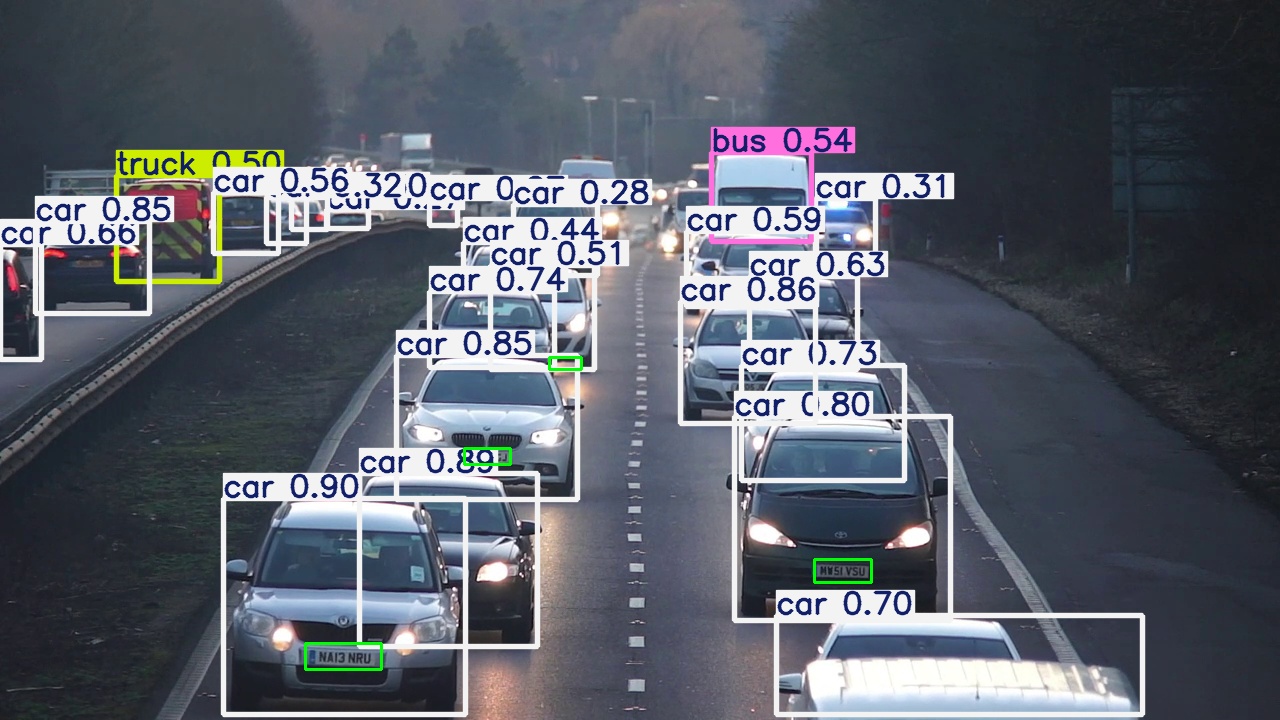 bus 0.54
truck 0.50
car 0.56
car 0.28
car 0.31
car 0.85
car 0.66
car 0.59
car 0.44
car 0.51
car 0.63
car 0.74
car 0.86
car 0.85
car 0.73
car 0.80
car 0.89
car 0.90
MW51 VSU
car 0.70
NA13 NRU